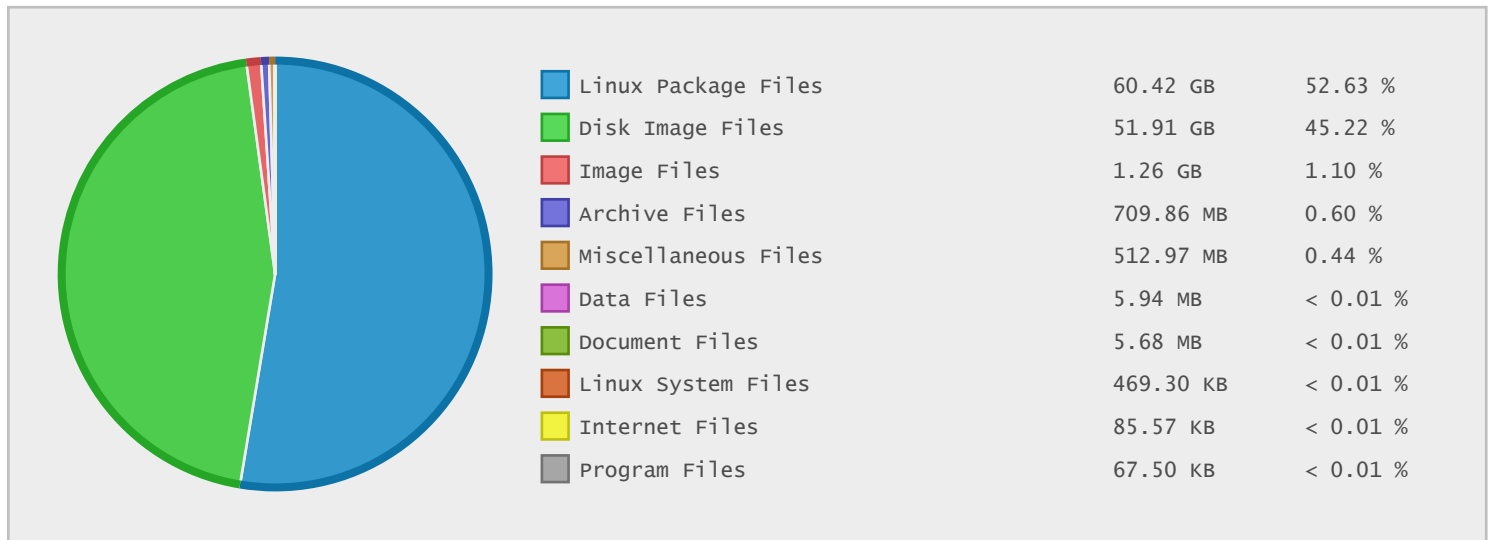 Linux Package Files 60.42 GB 52.63 %
Disk Image Files 51.91 GB 45.22 %
Image Files 1.26 GB 1.10 %
Archive Files 709.86 MB 0.60 %
Miscellaneous Files 512.97 MB 0.44 %
Data Files 5.94 MB < 0.01 %
Document Files 5.68 MB < 0.01 %
Linux System Files 469.30 KB < 0.01 %
Internet Files 85.57 KB < 0.01 %
Program Files 67.50 KB < 0.01 %